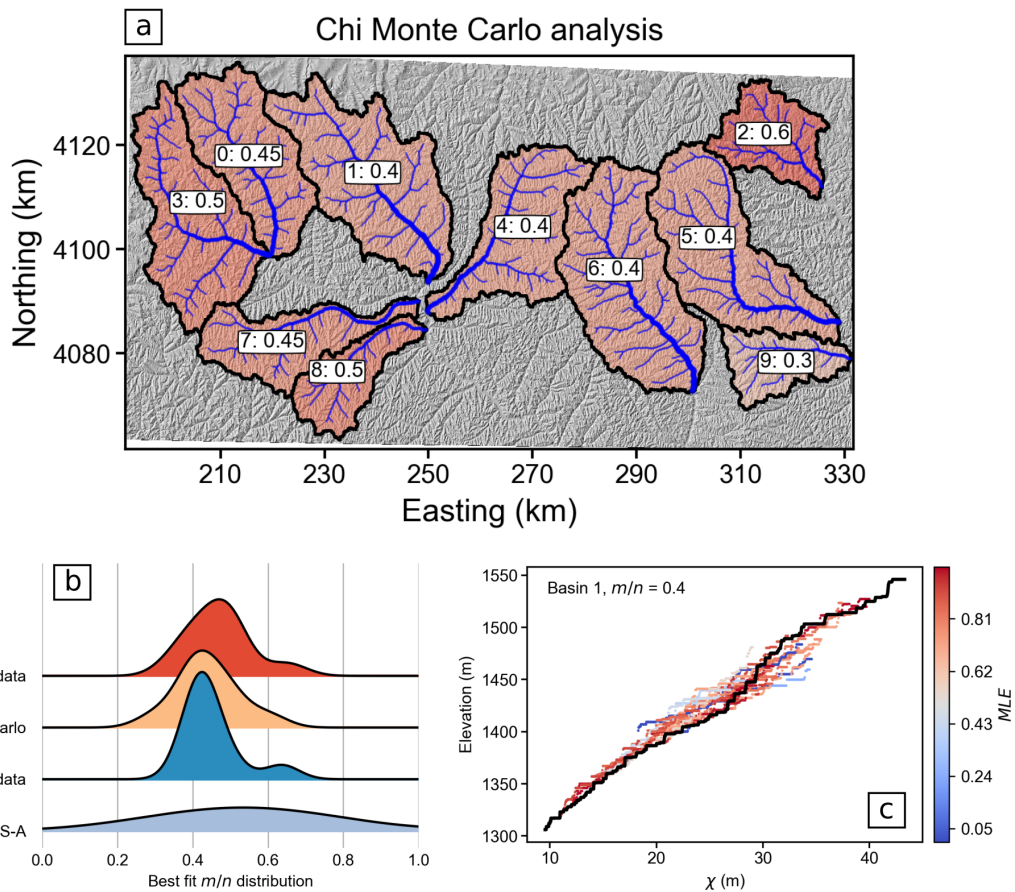 a
Chi Monte Carlo analysis
Northing (km)
4120
4100
4080
0: 0.45
1: 0.4
2: 0.6
3: 0.5
4: 0.4
5: 0.4
6: 0.4
7: 0.45
8: 0.5
9: 0.3
210 230 250 270 290 310 330
Easting (km)
b
data
arlo
data
S-A
0.0 0.2 0.4 0.6 0.8 1.0
Best fit m/n distribution
Basin 1, m/n = 0.4
Elevation (m)
1550
1500
1450
1400
1350
1300
10 20 30 40
χ (m)
c
0.81
0.62
0.43
0.24
0.05
MLE